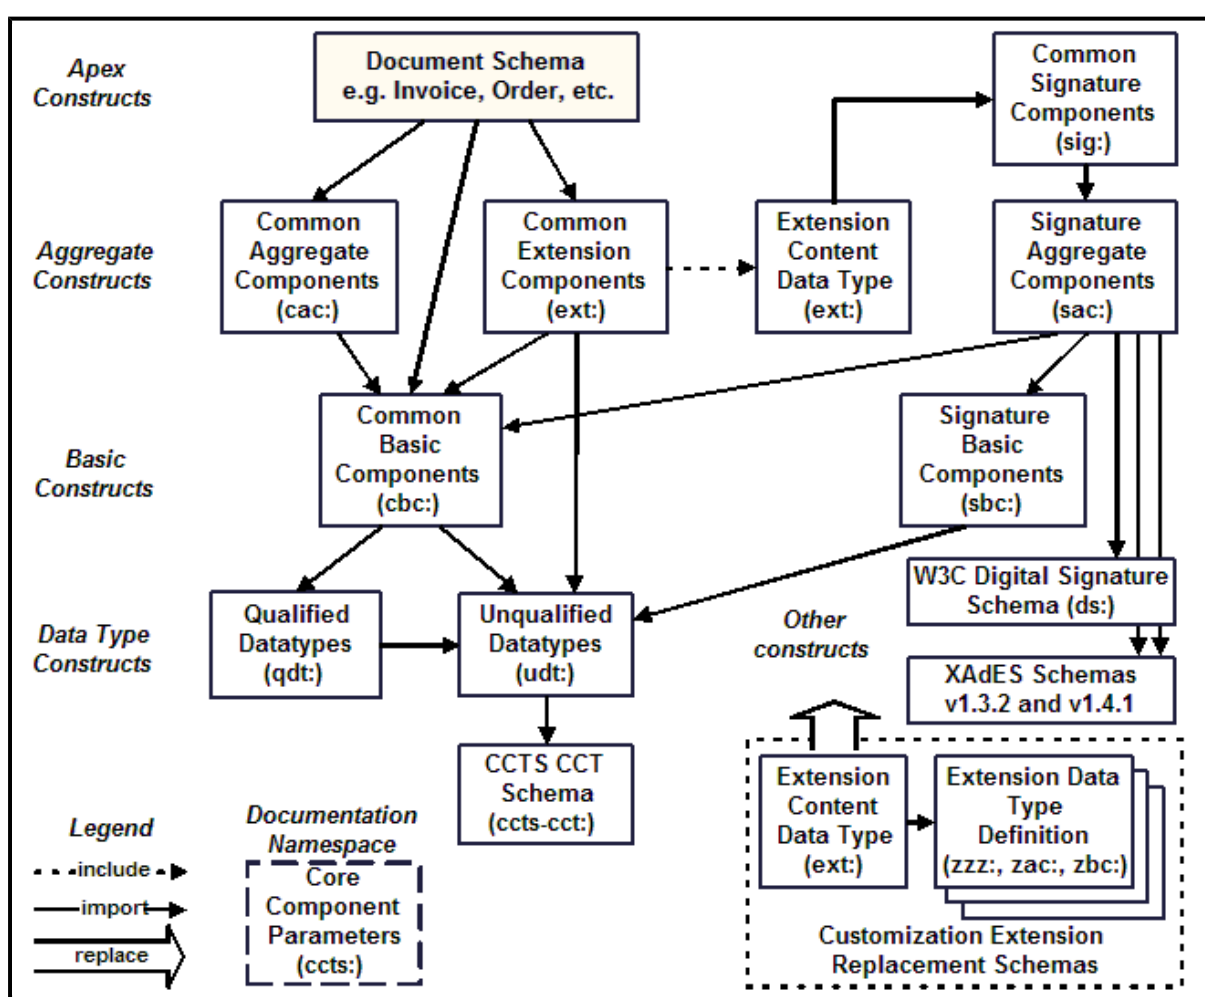 Apex
Constructs
Document Schema
e.g. Invoice, Order, etc.
Common
Signature
Components
(sig:)
Aggregate
Constructs
Common
Aggregate
Components
(cac:)
Common
Extension
Components
(ext:)
Extension
Content
Data Type
(ext:)
Signature
Aggregate
Components
(sac:)
Basic
Constructs
Common
Basic
Components
(cbc:)
Signature
Basic
Components
(sbc:)
Data Type
Constructs
Qualified
Datatypes
(qdt:)
Unqualified
Datatypes
(udt:)
Other
constructs
W3C Digital Signature
Schema (ds:)
XAdES Schemas
v1.3.2 and v1.4.1
CCTS CCT
Schema
(ccts-cct:)
Extension
Content
Data Type
(ext:)
Extension Data
Type
Definition
(zzz:, zac:, zbc:)
Customization Extension
Replacement Schemas
Legend
include
import
replace
Documentation
Namespace
Core
Component
Parameters
(ccts:)